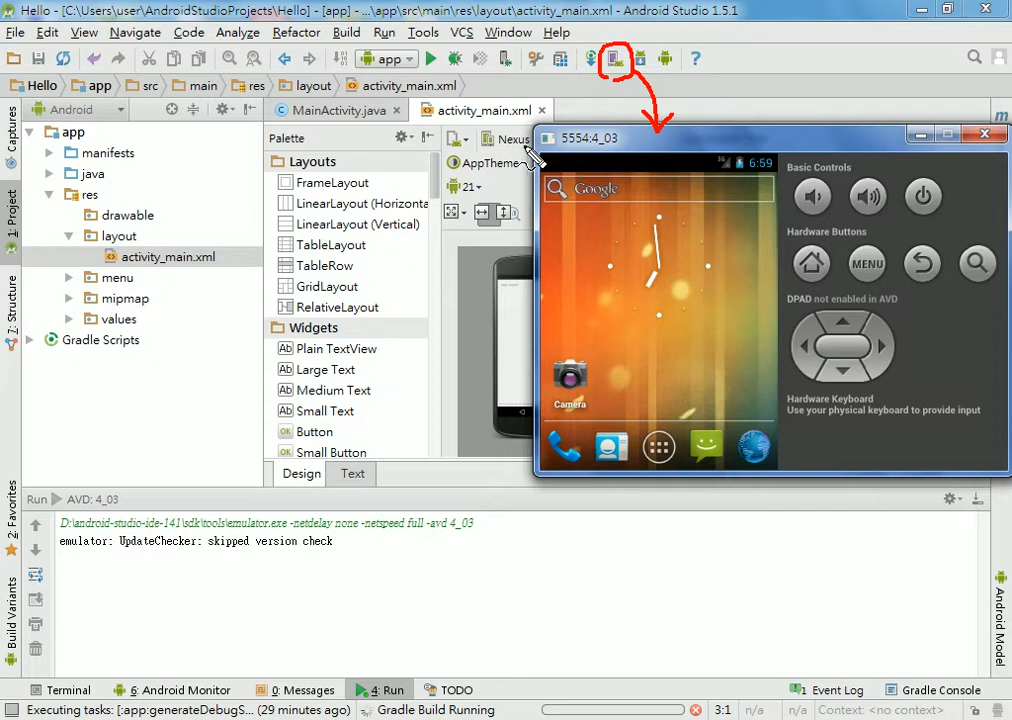 Hello - [C:\Users\user\AndroidStudioProjects\Hello] - [app] - ...\app\src\main\res\layout\activity_main.xml - Android Studio 1.5.1
File Edit View Navigate Code Analyze Refactor Build Run Tools VCS Window Help
app
Hello app src main res layout activity_main.xml
Captures
1: Project
7: Structure
2: Favorites
Build Variants
Android
app
manifests
java
res
drawable
layout
activity_main.xml
menu
mipmap
values
Gradle Scripts
MainActivity.java
activity_main.xml
Palette
Layouts
FrameLayout
LinearLayout (Horizonta
LinearLayout (Vertical)
TableLayout
TableRow
GridLayout
RelativeLayout
Widgets
Ab Plain TextView
Ab Large Text
Ab Medium Text
Ab Small Text
OK Button
OK Small Button
Design Text
Nexus
AppTheme
21
5554:4_03
3G 6:59
Google
Camera
Basic Controls
Hardware Buttons
MENU
DPAD not enabled in AVD
Hardware Keyboard
Use your physical keyboard to provide input
m
Android Model
Run AVD: 4_03
D:\android-studio-ide-141\sdk\tools\emulator.exe -netdelay none -netspeed full -avd 4_03
emulator: UpdateChecker: skipped version check
Terminal 6: Android Monitor 0: Messages 4: Run TODO 1 Event Log Gradle Console
Executing tasks: [:app:generateDebugS... (29 minutes ago) Gradle Build Running 3:1 n/a n/a Context: <no context>